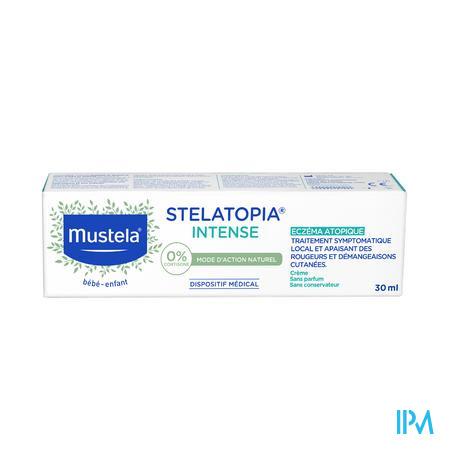 Mustela®
bébé-enfant
STELATOPIA®
INTENSE
0%
CORTISONE
MODE D'ACTION NATUREL
DISPOSITIF MÉDICAL
ECZÉMA ATOPIQUE
TRAITEMENT SYMPTOMATIQUE
LOCAL ET APAISANT DES
ROUGEURS ET DÉMANGEAISONS
CUTANÉES.
Crème
Sans parfum
Sans conservateur
30 ml
IPM